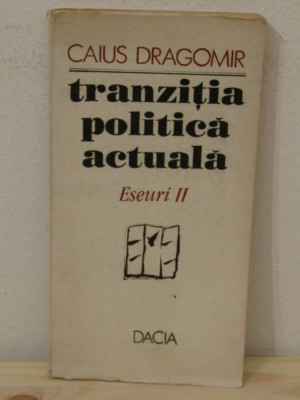 CAIUS DRAGOMIR
tranziția
politică
actuală
Eseuri II
DACIA